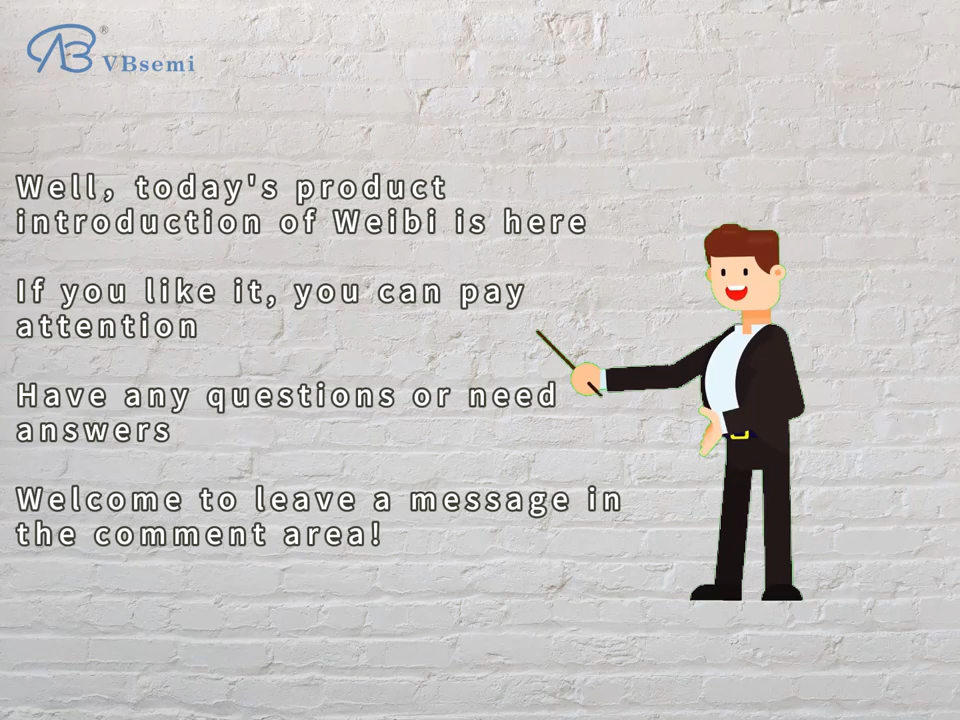 VBsemi
Well, today's product
introduction of Weibi is here
If you like it, you can pay
attention
Have any questions or need
answers
Welcome to leave a message in
the comment area!